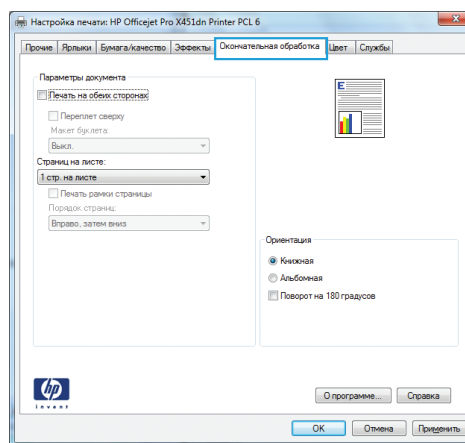 Настройка печати: HP Officejet Pro X451dn Printer PCL 6
Прочие Ярлыки Бумага/качество Эффекты Окончательная обработка Цвет Службы
Параметры документа
Печать на обеих сторонах
Переплет сверху
Макет буклета:
Выкл.
Страниц на листе:
1 стр. на листе
Печать рамки страницы
Порядок страниц:
Вправо, затем вниз
E
Ориентация
Книжная
Альбомная
Поворот на 180 градусов
hp
invent
О программе... Справка
OK Отмена Применить